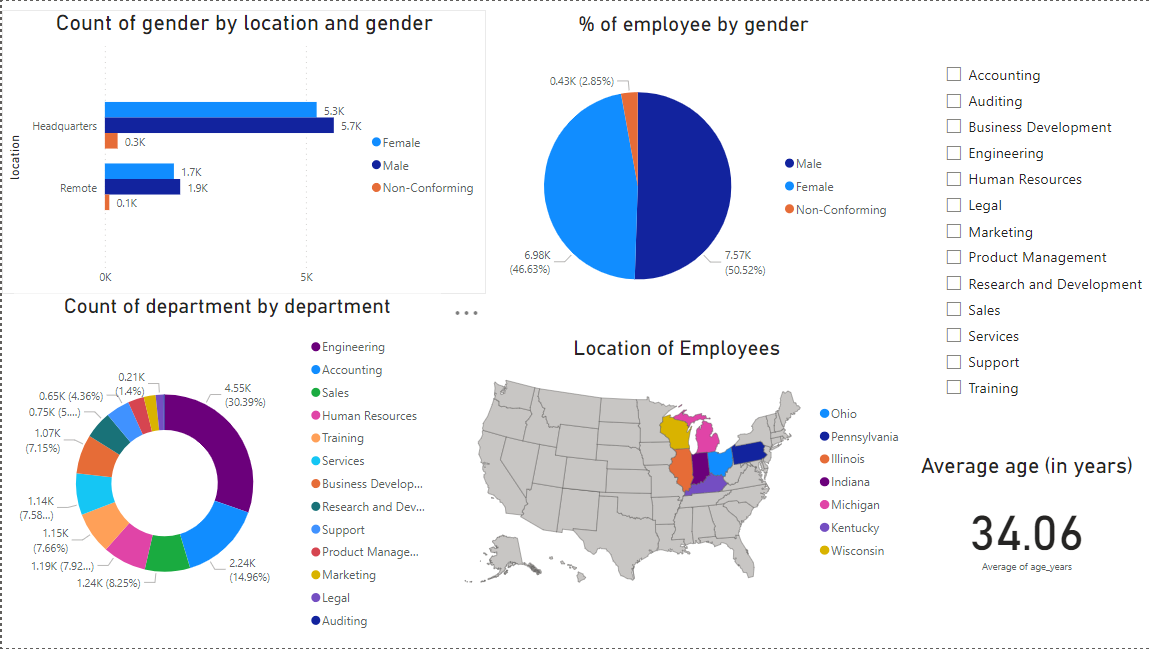 Count of gender by location and gender
location
Headquarters
Remote
5.3K
5.7K
0.3K
1.7K
1.9K
0.1K
0K
5K
Female
Male
Non-Conforming
% of employee by gender
0.43K (2.85%)
6.98K
(46.63%)
7.57K
(50.52%)
Male
Female
Non-Conforming
Accounting
Auditing
Business Development
Engineering
Human Resources
Legal
Marketing
Product Management
Research and Development
Sales
Services
Support
Training
Count of department by department
0.21K
(1.4%)
0.65K (4.36%)
0.75K (5....)
1.07K
(7.15%)
1.14K
(7.58...)
1.15K
(7.66%)
1.19K (7.92...)
1.24K (8.25%)
2.24K
(14.96%)
4.55K
(30.39%)
Engineering
Accounting
Sales
Human Resources
Training
Services
Business Develop...
Research and Dev...
Support
Product Manage...
Marketing
Legal
Auditing
Location of Employees
Ohio
Pennsylvania
Illinois
Indiana
Michigan
Kentucky
Wisconsin
Average age (in years)
34.06
Average of age_years